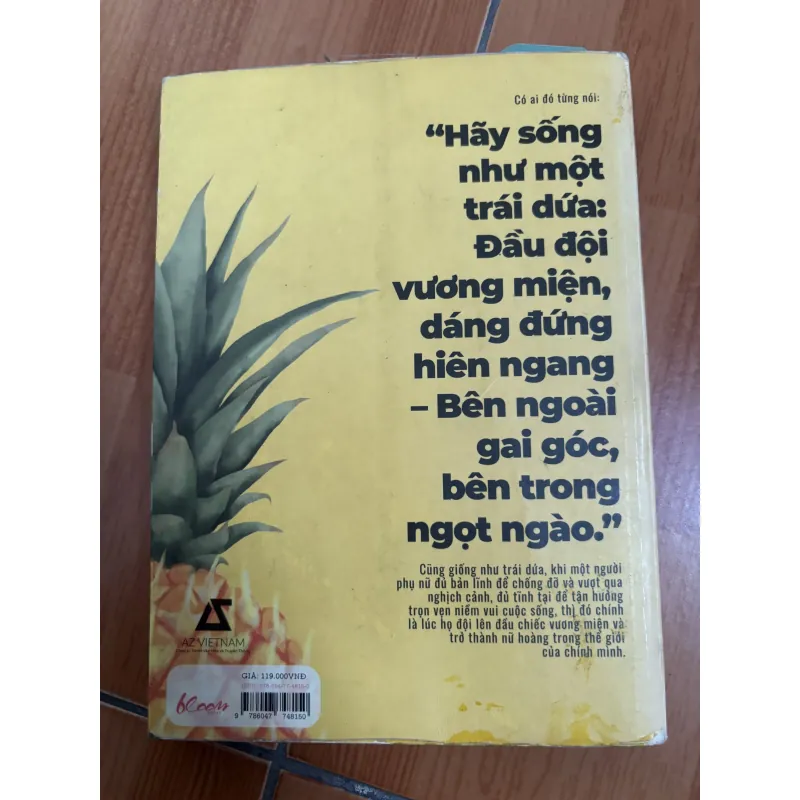 Có ai đó từng nói:
“Hãy sống
như một
trái dứa:
Đầu đội
vương miện,
dáng đứng
hiên ngang
– Bên ngoài
gai góc,
bên trong
ngọt ngào.”
Cũng giống như trái dứa, khi một người
phụ nữ đủ bản lĩnh để chống đỡ và vượt qua
nghịch cảnh, đủ tĩnh tại để tận hưởng
trọn vẹn niềm vui cuộc sống, thì đó chính
là lúc họ đội lên đầu chiếc vương miện và
trở thành nữ hoàng trong thế giới
của chính mình.
AZ VIETNAM
GIÁ: 119.000VNĐ
bloom
9 786047 748150